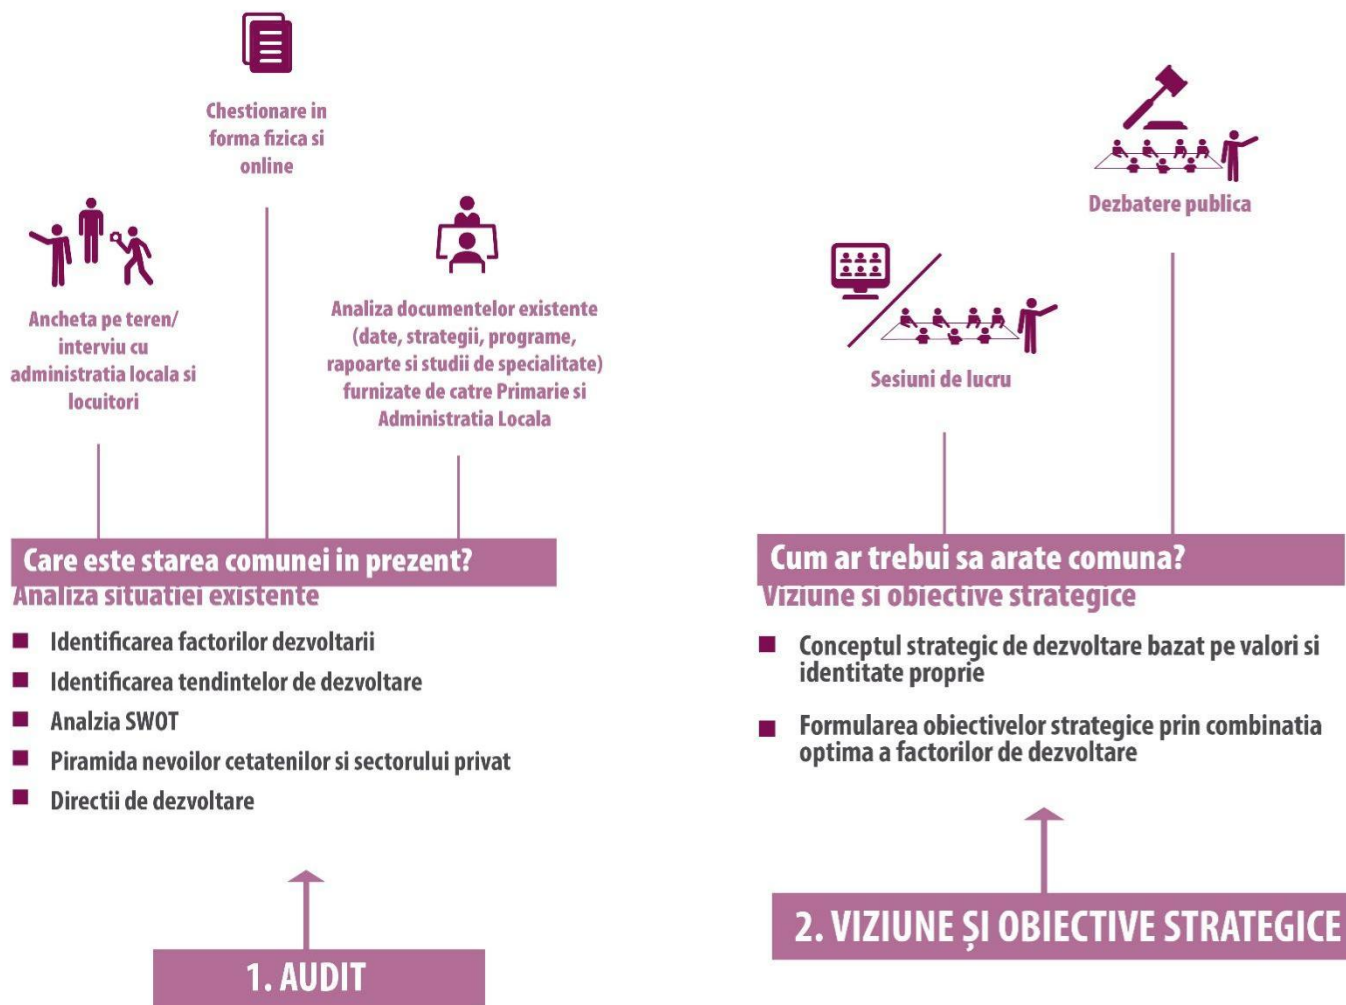 Chestionare in
forma fizica si
online
Ancheta pe teren/
interviu cu
administratia locala si
locuitori
Analiza documentelor existente
(date, strategii, programe,
rapoarte si studii de specialitate)
furnizate de catre Primarie si
Administratia Locala
Care este starea comunei in prezent?
Analiza situatiei existente
Identificarea factorilor dezvoltarii
Identificarea tendintelor de dezvoltare
Analzia SWOT
Piramida nevoilor cetatenilor si sectorului privat
Directii de dezvoltare
1. AUDIT
Dezbatere publica
Sesiuni de lucru
Cum ar trebui sa arate comuna?
Viziune si obiective strategice
Conceptul strategic de dezvoltare bazat pe valori si
identitate proprie
Formularea obiectivelor strategice prin combinatia
optima a factorilor de dezvoltare
2. VIZIUNE ȘI OBIECTIVE STRATEGICE